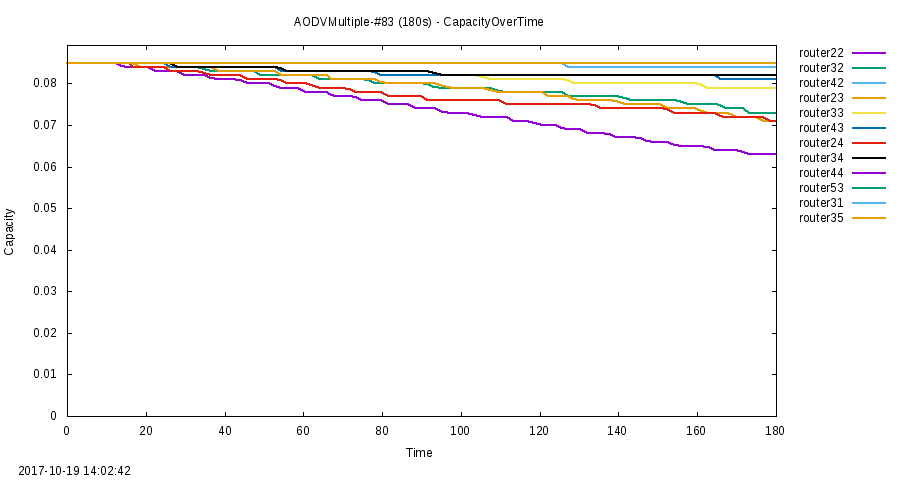 AODVMultiple-#83 (180s) - CapacityOverTime
router22
router32
router42
router23
router33
router43
router24
router34
router44
router53
router31
router35
0.08
0.07
0.06
0.05
0.04
0.03
0.02
0.01
0
Capacity
0 20 40 60 80 100 120 140 160 180
Time
2017-10-19 14:02:42